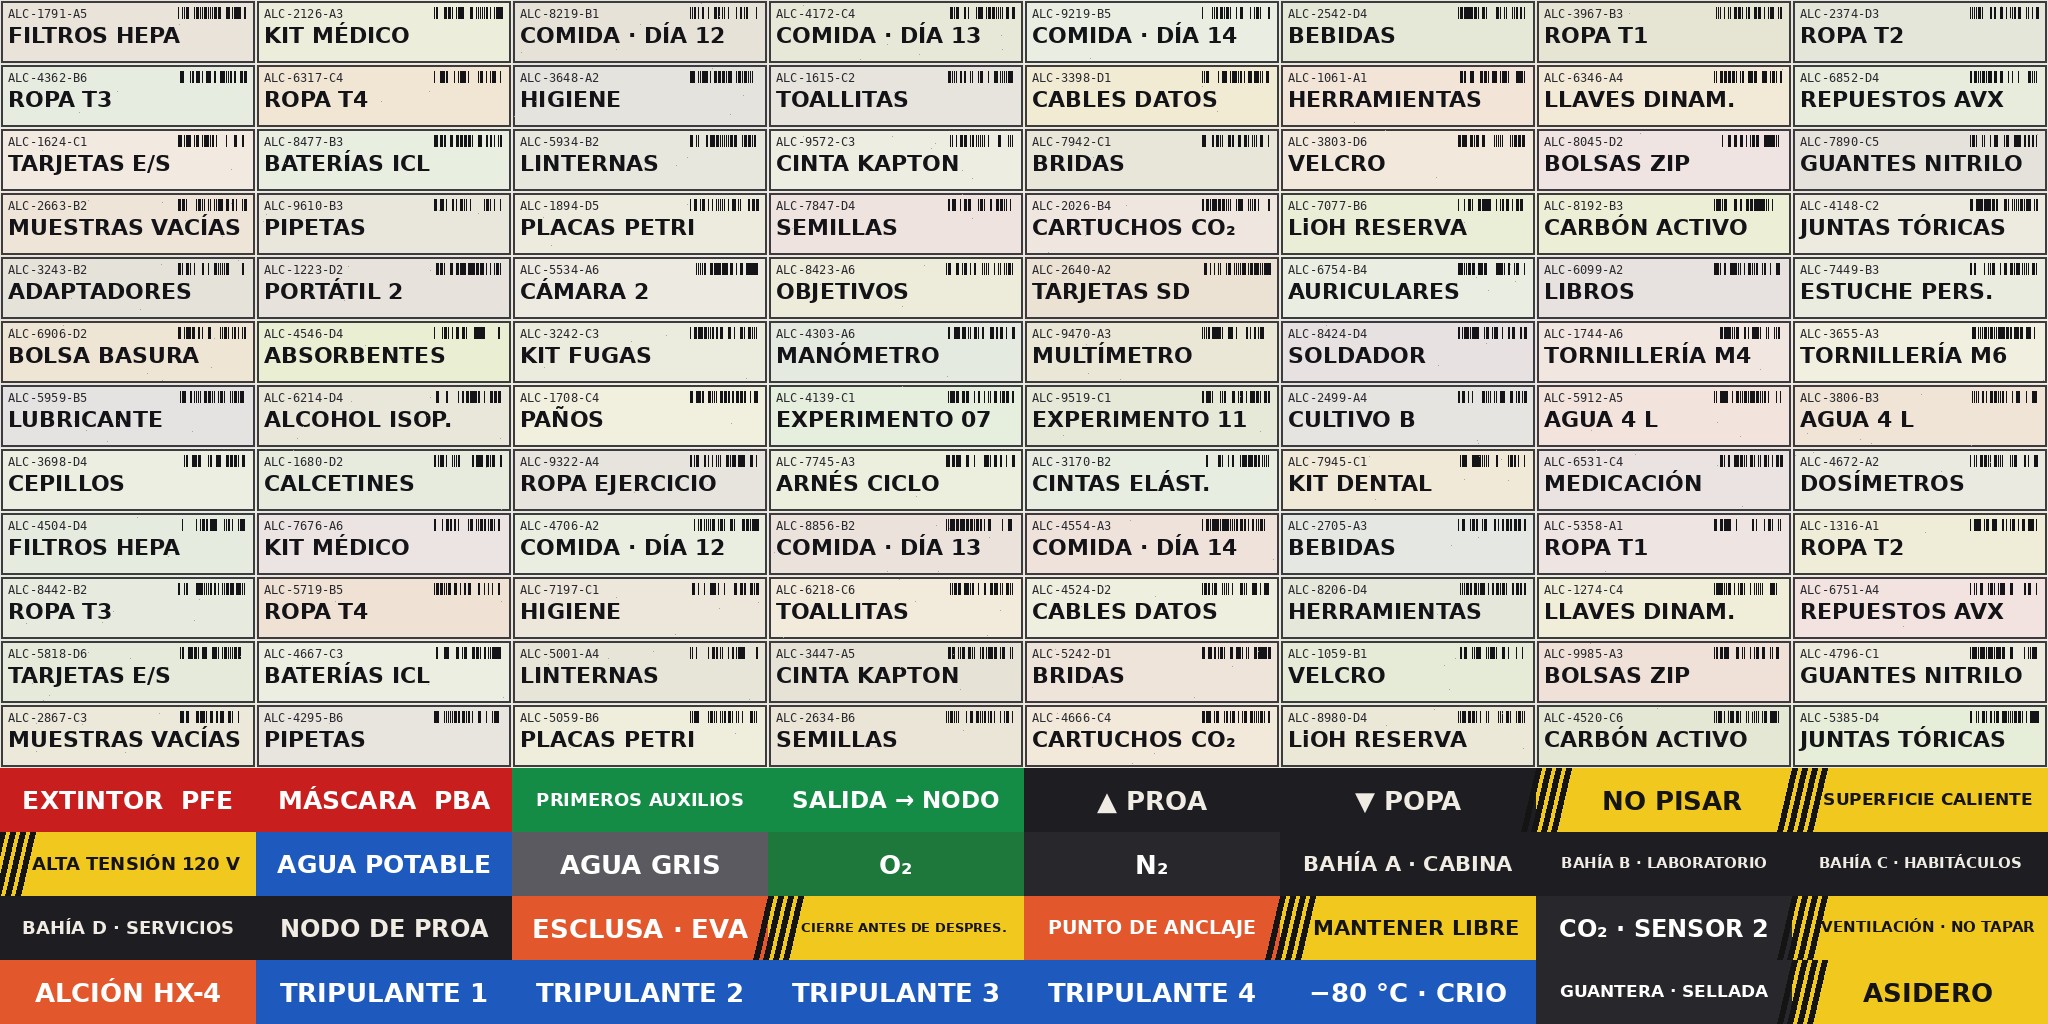 ALC-1791-A5
FILTROS HEPA
ALC-2126-A3
KIT MÉDICO
ALC-8219-B1
COMIDA · DÍA 12
ALC-4172-C4
COMIDA · DÍA 13
ALC-9219-B5
COMIDA · DÍA 14
ALC-2542-D4
BEBIDAS
ALC-3967-B3
ROPA T1
ALC-2374-D3
ROPA T2
ALC-4362-B6
ROPA T3
ALC-6317-C4
ROPA T4
ALC-3648-A2
HIGIENE
ALC-1615-C2
TOALLITAS
ALC-3398-D1
CABLES DATOS
ALC-1061-A1
HERRAMIENTAS
ALC-6346-A4
LLAVES DINAM.
ALC-6852-D4
REPUESTOS AVX
ALC-1624-C1
TARJETAS E/S
ALC-8477-B3
BATERÍAS ICL
ALC-5934-B2
LINTERNAS
ALC-9572-C3
CINTA KAPTON
ALC-7942-C1
BRIDAS
ALC-3803-D6
VELCRO
ALC-8045-D2
BOLSAS ZIP
ALC-7890-C5
GUANTES NITRILO
ALC-2663-B2
MUESTRAS VACÍAS
ALC-9610-B3
PIPETAS
ALC-1894-D5
PLACAS PETRI
ALC-7847-D4
SEMILLAS
ALC-2026-B4
CARTUCHOS CO₂
ALC-7077-B6
LiOH RESERVA
ALC-8192-B3
CARBÓN ACTIVO
ALC-4148-C2
JUNTAS TÓRICAS
ALC-3243-B2
ADAPTADORES
ALC-1223-D2
PORTÁTIL 2
ALC-5534-A6
CÁMARA 2
ALC-8423-A6
OBJETIVOS
ALC-2640-A2
TARJETAS SD
ALC-6754-B4
AURICULARES
ALC-6099-A2
LIBROS
ALC-7449-B3
ESTUCHE PERS.
ALC-6906-D2
BOLSA BASURA
ALC-4546-D4
ABSORBENTES
ALC-3242-C3
KIT FUGAS
ALC-4303-A6
MANÓMETRO
ALC-9470-A3
MULTÍMETRO
ALC-8424-D4
SOLDADOR
ALC-1744-A6
TORNILLERÍA M4
ALC-3655-A3
TORNILLERÍA M6
ALC-5959-B5
LUBRICANTE
ALC-6214-D4
ALCOHOL ISOP.
ALC-1708-C4
PAÑOS
ALC-4139-C1
EXPERIMENTO 07
ALC-9519-C1
EXPERIMENTO 11
ALC-2499-A4
CULTIVO B
ALC-5912-A5
AGUA 4 L
ALC-3806-B3
AGUA 4 L
ALC-3698-D4
CEPILLOS
ALC-1680-D2
CALCETINES
ALC-9322-A4
ROPA EJERCICIO
ALC-7745-A3
ARNÉS CICLO
ALC-3170-B2
CINTAS ELÁST.
ALC-7945-C1
KIT DENTAL
ALC-6531-C4
MEDICACIÓN
ALC-4672-A2
DOSÍMETROS
ALC-4504-D4
FILTROS HEPA
ALC-7676-A6
KIT MÉDICO
ALC-4706-A2
COMIDA · DÍA 12
ALC-8856-B2
COMIDA · DÍA 13
ALC-4554-A3
COMIDA · DÍA 14
ALC-2705-A3
BEBIDAS
ALC-5358-A1
ROPA T1
ALC-1316-A1
ROPA T2
ALC-8442-B2
ROPA T3
ALC-5719-B5
ROPA T4
ALC-7197-C1
HIGIENE
ALC-6218-C6
TOALLITAS
ALC-4524-D2
CABLES DATOS
ALC-8206-D4
HERRAMIENTAS
ALC-1274-C4
LLAVES DINAM.
ALC-6751-A4
REPUESTOS AVX
ALC-5818-D6
TARJETAS E/S
ALC-4667-C3
BATERÍAS ICL
ALC-5001-A4
LINTERNAS
ALC-3447-A5
CINTA KAPTON
ALC-5242-D1
BRIDAS
ALC-1059-B1
VELCRO
ALC-9985-A3
BOLSAS ZIP
ALC-4796-C1
GUANTES NITRILO
ALC-2867-C3
MUESTRAS VACÍAS
ALC-4295-B6
PIPETAS
ALC-5059-B6
PLACAS PETRI
ALC-2634-B6
SEMILLAS
ALC-4666-C4
CARTUCHOS CO₂
ALC-8980-D4
LiOH RESERVA
ALC-4520-C6
CARBÓN ACTIVO
ALC-5385-D4
JUNTAS TÓRICAS
EXTINTOR PFE
MÁSCARA PBA
PRIMEROS AUXILIOS
SALIDA → NODO
▲ PROA
▼ POPA
NO PISAR
SUPERFICIE CALIENTE
ALTA TENSIÓN 120 V
AGUA POTABLE
AGUA GRIS
O₂
N₂
BAHÍA A · CABINA
BAHÍA B · LABORATORIO
BAHÍA C · HABITÁCULOS
BAHÍA D · SERVICIOS
NODO DE PROA
ESCLUSA · EVA
CIERRE ANTES DE DESPRES.
PUNTO DE ANCLAJE
MANTENER LIBRE
CO₂ · SENSOR 2
VENTILACIÓN · NO TAPAR
ALCIÓN HX-4
TRIPULANTE 1
TRIPULANTE 2
TRIPULANTE 3
TRIPULANTE 4
−80 °C · CRIO
GUANTERA · SELLADA
ASIDERO